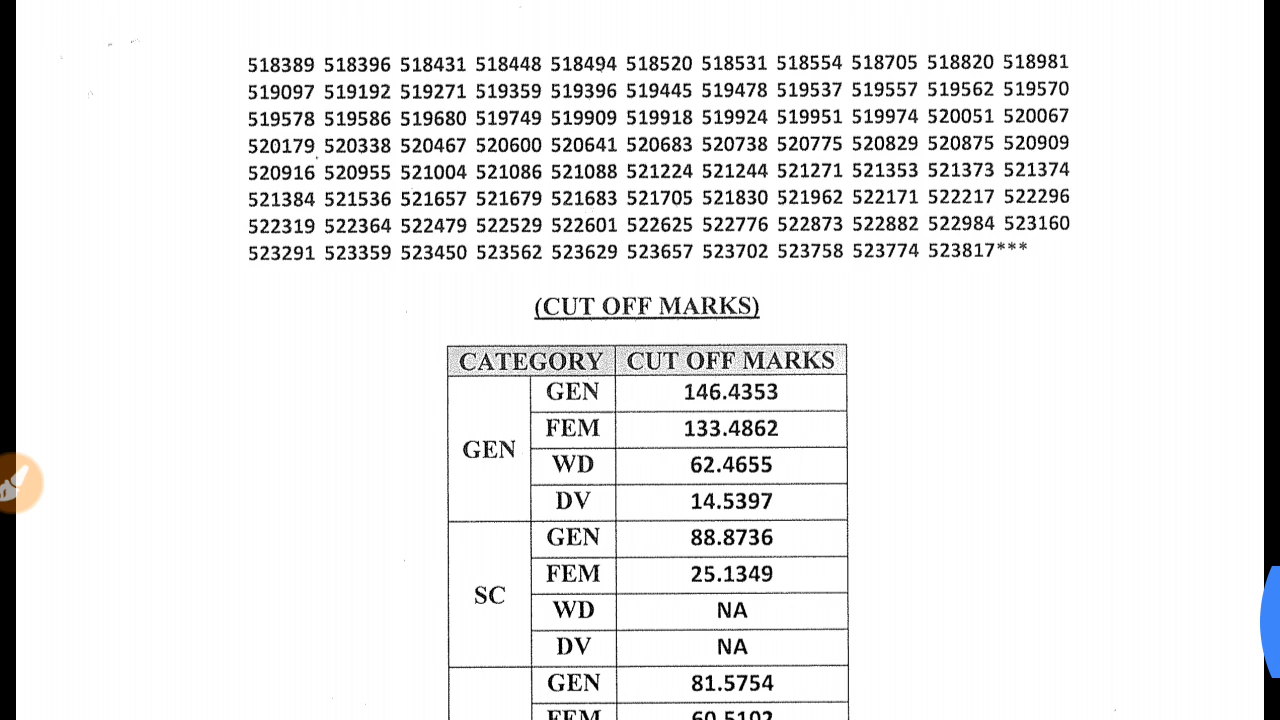 518389 518396 518431 518448 518494 518520 518531 518554 518705 518820 518981
519097 519192 519271 519359 519396 519445 519478 519537 519557 519562 519570
519578 519586 519680 519749 519909 519918 519924 519951 519974 520051 520067
520179 520338 520467 520600 520641 520683 520738 520775 520829 520875 520909
520916 520955 521004 521086 521088 521224 521244 521271 521353 521373 521374
521384 521536 521657 521679 521683 521705 521830 521962 522171 522217 522296
522319 522364 522479 522529 522601 522625 522776 522873 522882 522984 523160
523291 523359 523450 523562 523629 523657 523702 523758 523774 523817***
(CUT OFF MARKS)
CATEGORY CUT OFF MARKS
GEN 146.4353
FEM 133.4862
GEN
WD 62.4655
DV 14.5397
GEN 88.8736
FEM 25.1349
SC
WD NA
DV NA
GEN 81.5754
FEM 60.5102